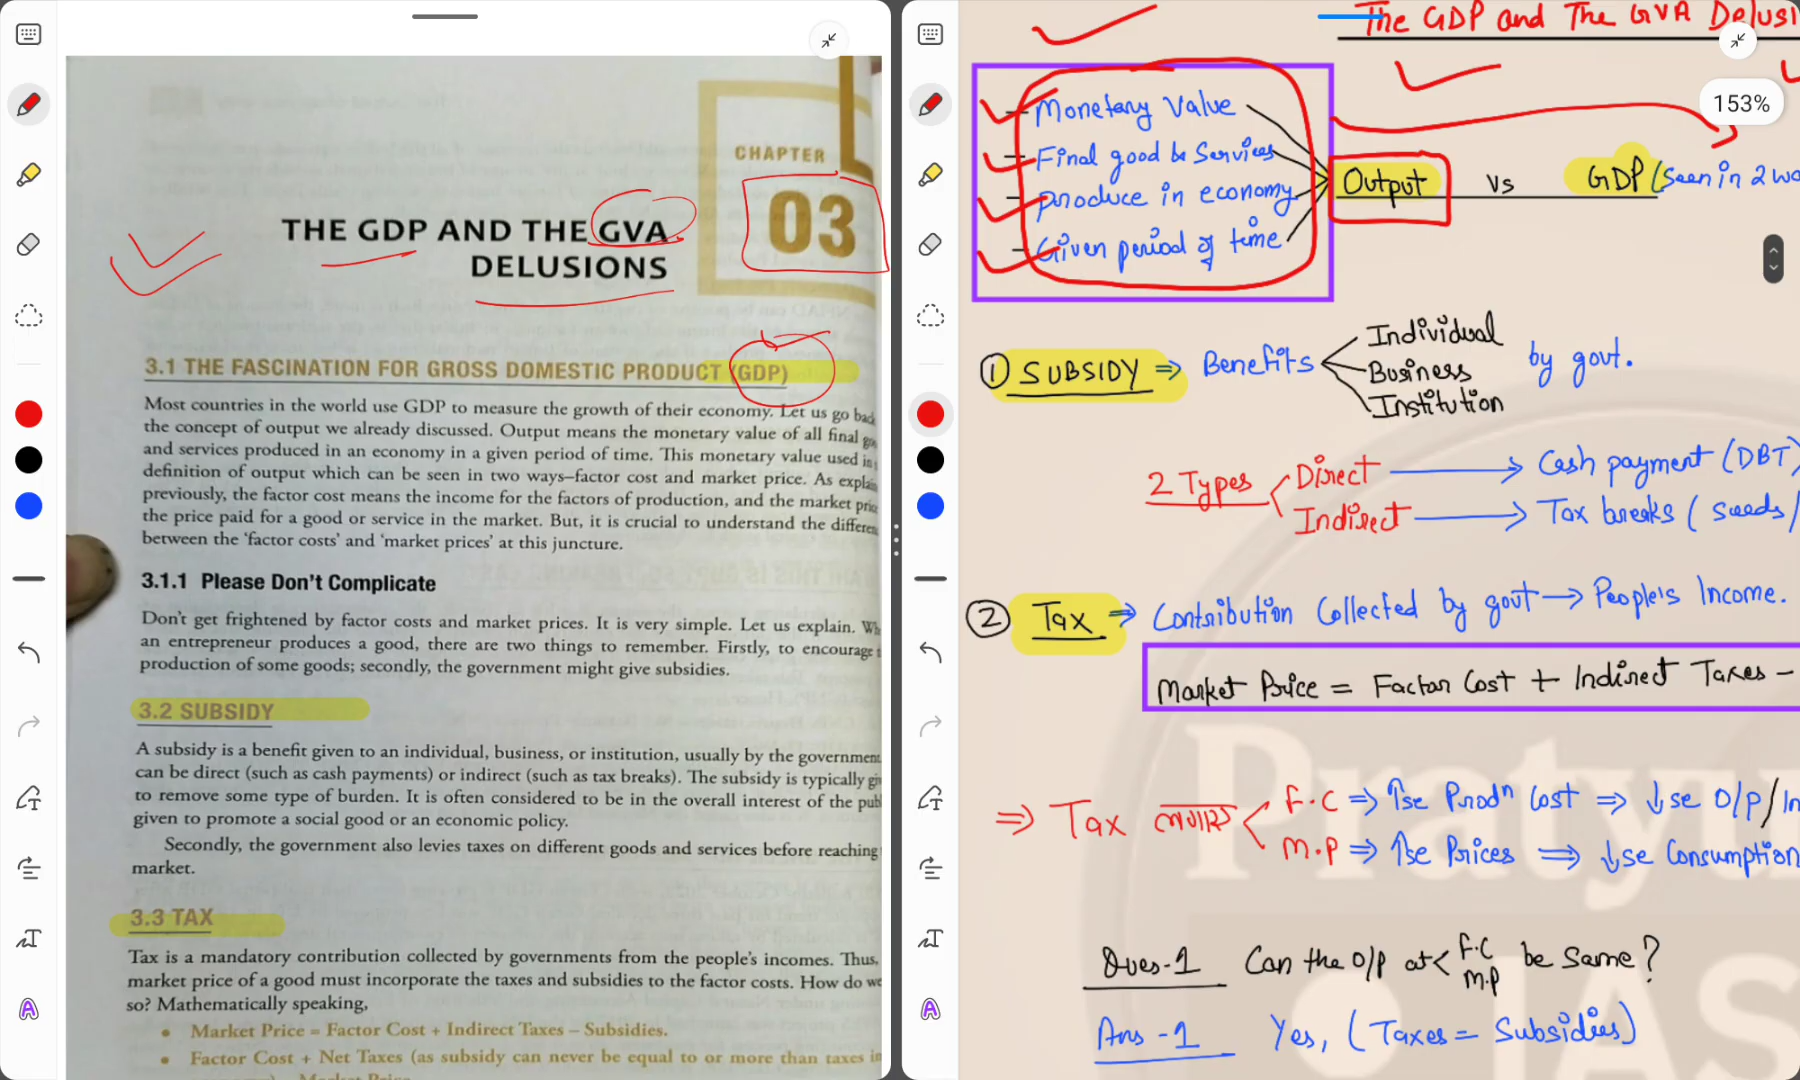 CHAPTER
03
THE GDP AND THE GVA
DELUSIONS
3.1 THE FASCINATION FOR GROSS DOMESTIC PRODUCT (GDP)
Most countries in the world use GDP to measure the growth of their economy. Let us go back
the concept of output we already discussed. Output means the monetary value of all final
and services produced in an economy in a given period of time. This monetary value used in
definition of output which can be seen in two ways–factor cost and market price. As
previously, the factor cost means the income for the factors of production, and the market
the price paid for a good or service in the market. But, it is crucial to understand the
between the ‘factor costs’ and ‘market prices’ at this juncture.
3.1.1 Please Don’t Complicate
Don’t get frightened by factor costs and market prices. It is very simple. Let us explain.
an entrepreneur produces a good, there are two things to remember. Firstly, to encourage
production of some goods; secondly, the government might give subsidies.
3.2 SUBSIDY
A subsidy is a benefit given to an individual, business, or institution, usually by the government
can be direct (such as cash payments) or indirect (such as tax breaks). The subsidy is typically
to remove some type of burden. It is often considered to be in the overall interest of the
given to promote a social good or an economic policy.
Secondly, the government also levies taxes on different goods and services before reaching
market.
3.3 TAX
Tax is a mandatory contribution collected by governments from the people’s incomes. Thus,
market price of a good must incorporate the taxes and subsidies to the factor costs. How do
so? Mathematically speaking,
• Market Price = Factor Cost + Indirect Taxes – Subsidies.
• Factor Cost + Net Taxes (as subsidy can never be equal to or more than taxes
The GDP and The GVA
153%
- Monetary Value
- Final good & Services
- produce in economy
- Given period of time
Output vs GDP (Seen in 2
① SUBSIDY ⇒ Benefits
Individual
Business
Institution
by govt.
2 Types
Direct → Cash payment (DBT)
Indirect → Tax breaks ( Seeds/
② Tax ⇒ Contribution Collected by govt → People's Income.
Market Price = Factor Cost + Indirect Taxes -
⇒ Tax
F.C ⇒ ↑se Prodⁿ Cost ⇒ ↓se O/p/
M.P ⇒ ↑se Prices ⇒ ↓se Consumption
Pratyu
Ques-1 Can the O/p at < F.C M.P be Same?
Ans-1 Yes, (Taxes = Subsidies)
IAS